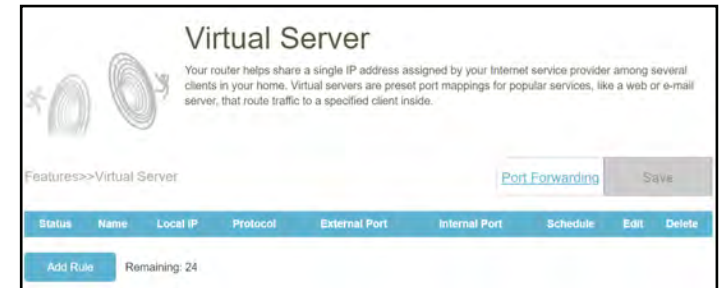 Virtual Server
Your router helps share a single IP address assigned by your Internet service provider among several
clients in your home. Virtual servers are preset port mappings for popular services, like a web or e-mail
server, that route traffic to a specified client inside.
Features>>Virtual Server
Port Forwarding
Save
Status Name Local IP Protocol External Port Internal Port Schedule Edit Delete
Add Rule Remaining: 24